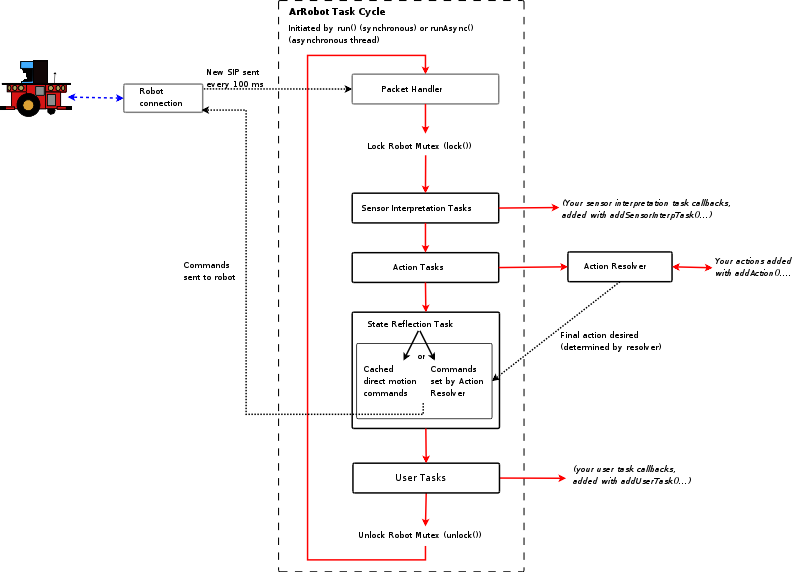 ArRobot Task Cycle
Initiated by run() (synchronous) or runAsync()
(asynchronous thread)
New SIP sent
every 100 ms
Robot
connection
Packet Handler
Lock Robot Mutex (lock())
Sensor Interpretation Tasks
(Your sensor interpretation task callbacks,
added with addSensorInterpTask()...)
Action Tasks
Action Resolver
Your actions added
with addAction()....
Commands
sent to robot
State Reflection Task
or
Cached
direct motion
commands
Commands
set by Action
Resolver
Final action desired
(determined by resolver)
User Tasks
(your user task callbacks,
added with addUserTask()...)
Unlock Robot Mutex (unlock())